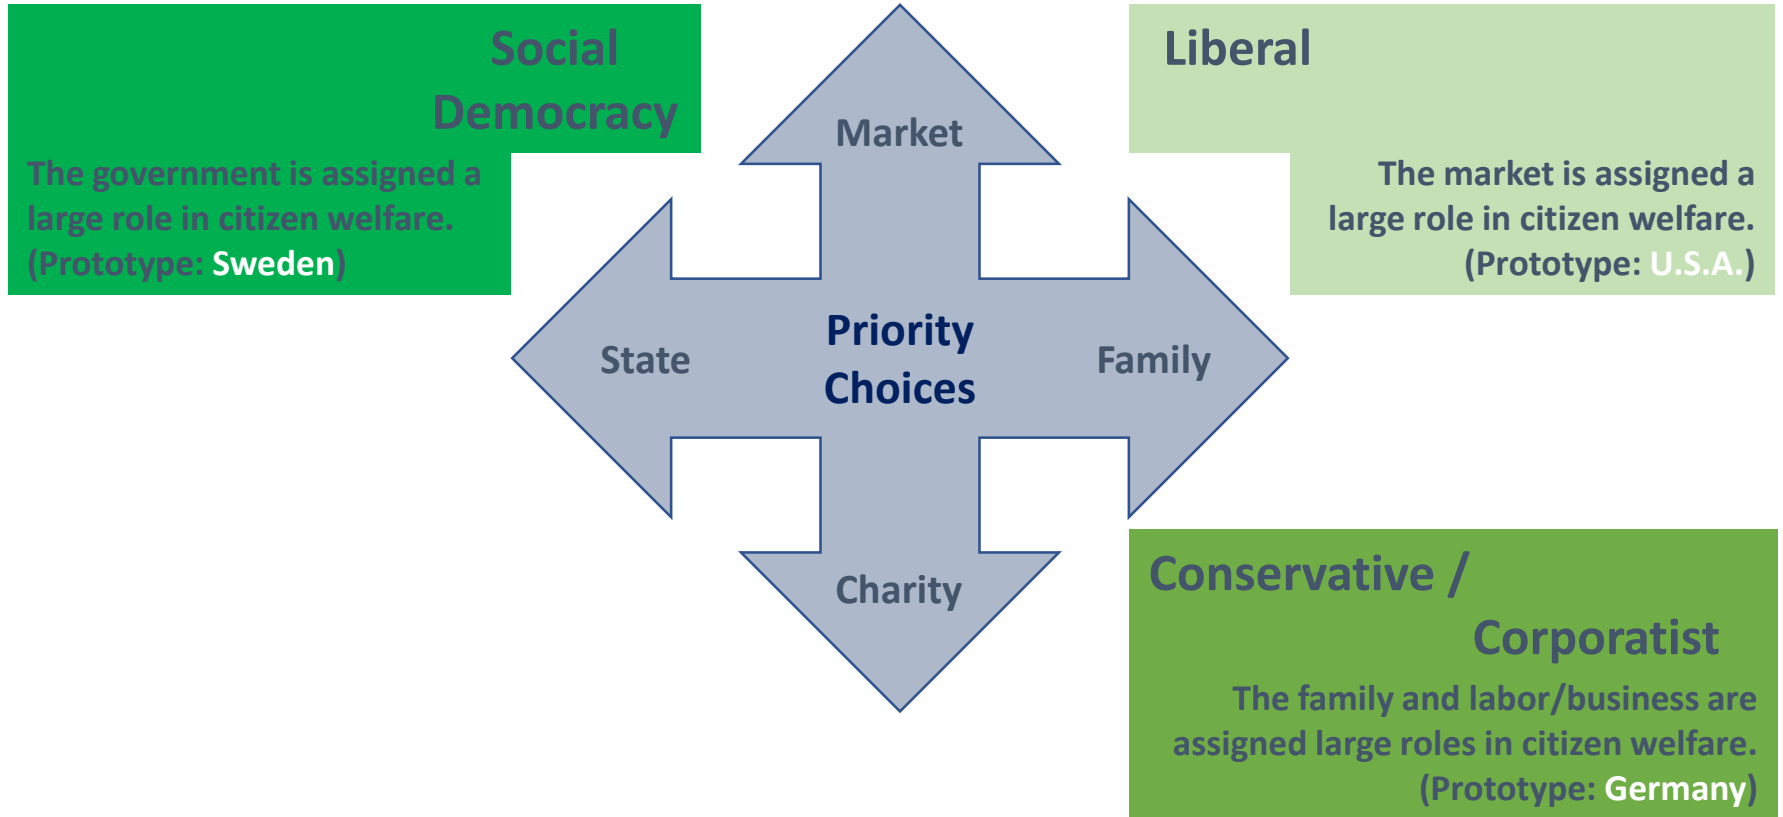 Social
Democracy
The government is assigned a
large role in citizen welfare.
(Prototype: Sweden)
Market
Liberal
The market is assigned a
large role in citizen welfare.
(Prototype: U.S.A.)
State
Priority
Choices
Family
Charity
Conservative /
Corporatist
The family and labor/business are
assigned large roles in citizen welfare.
(Prototype: Germany)